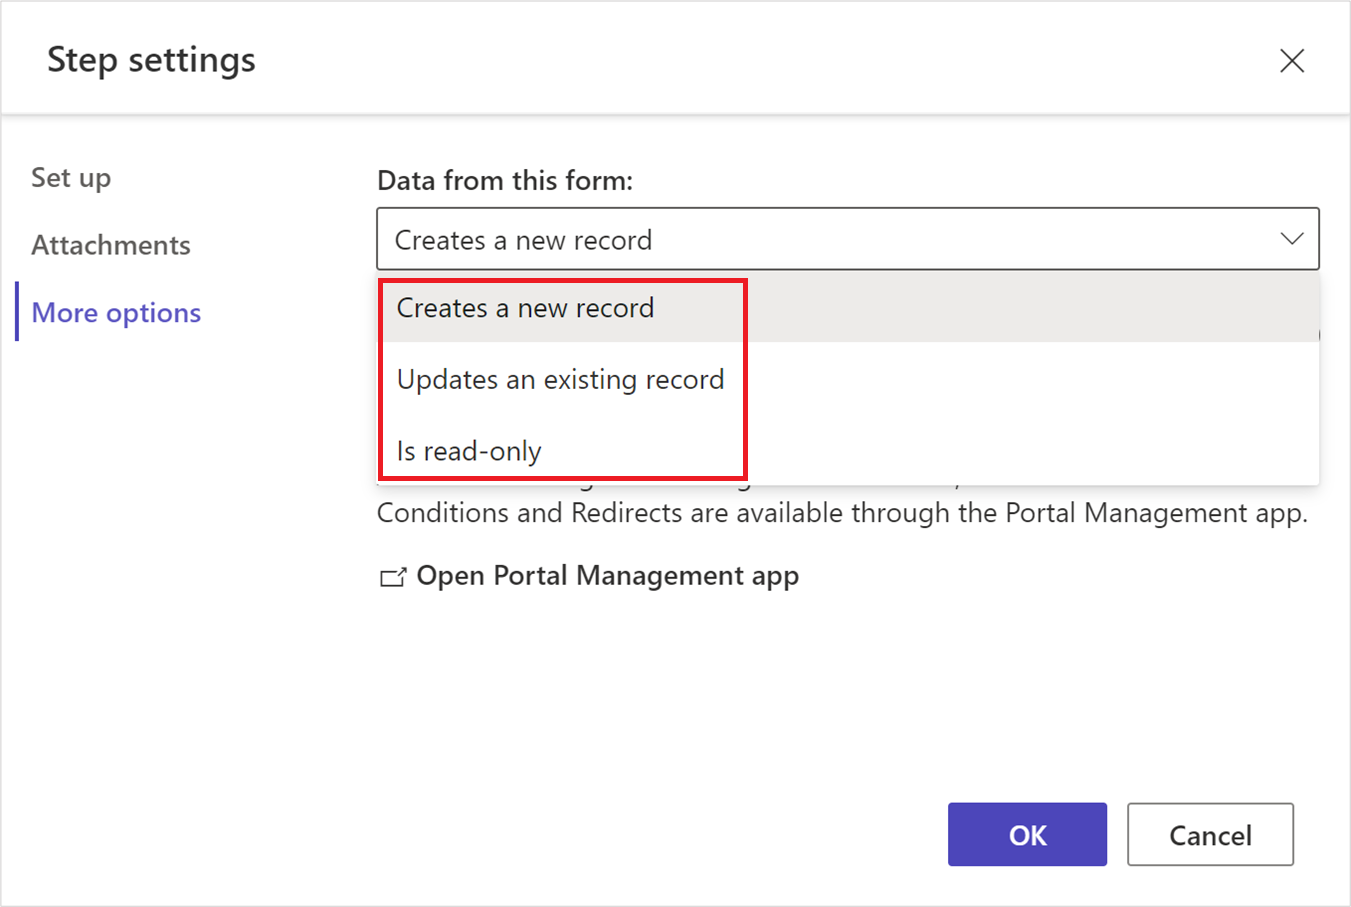 Step settings
Set up
Attachments
More options
Data from this form:
Creates a new record
Creates a new record
Updates an existing record
Is read-only
Conditions and Redirects are available through the Portal Management app.
Open Portal Management app
OK
Cancel